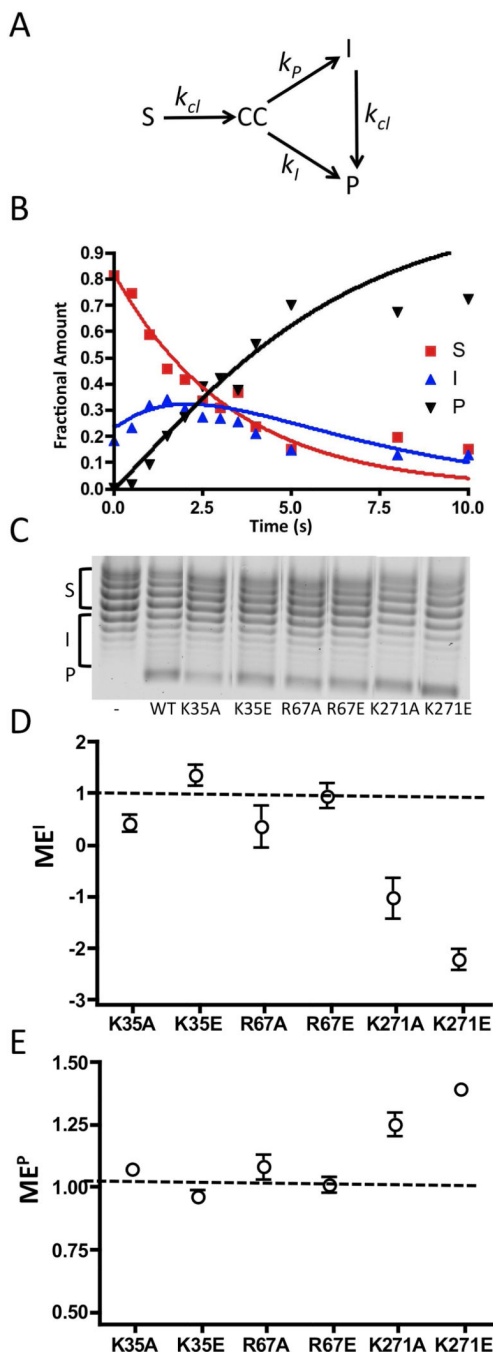 A
I
k_P
k_cl
S
CC
k_cl
k_I
P
B
0.9
0.8
0.7
0.6
0.5
0.4
0.3
0.2
0.1
0.0
Fractional Amount
S
I
P
0.0 2.5 5.0 7.5 10.0
Time (s)
C
S
I
P
- WT K35A K35E R67A R67E K271A K271E
D
2
1
0
-1
-2
-3
ME^I
K35A K35E R67A R67E K271A K271E
E
1.50
1.25
1.00
0.75
0.50
ME^P
K35A K35E R67A R67E K271A K271E